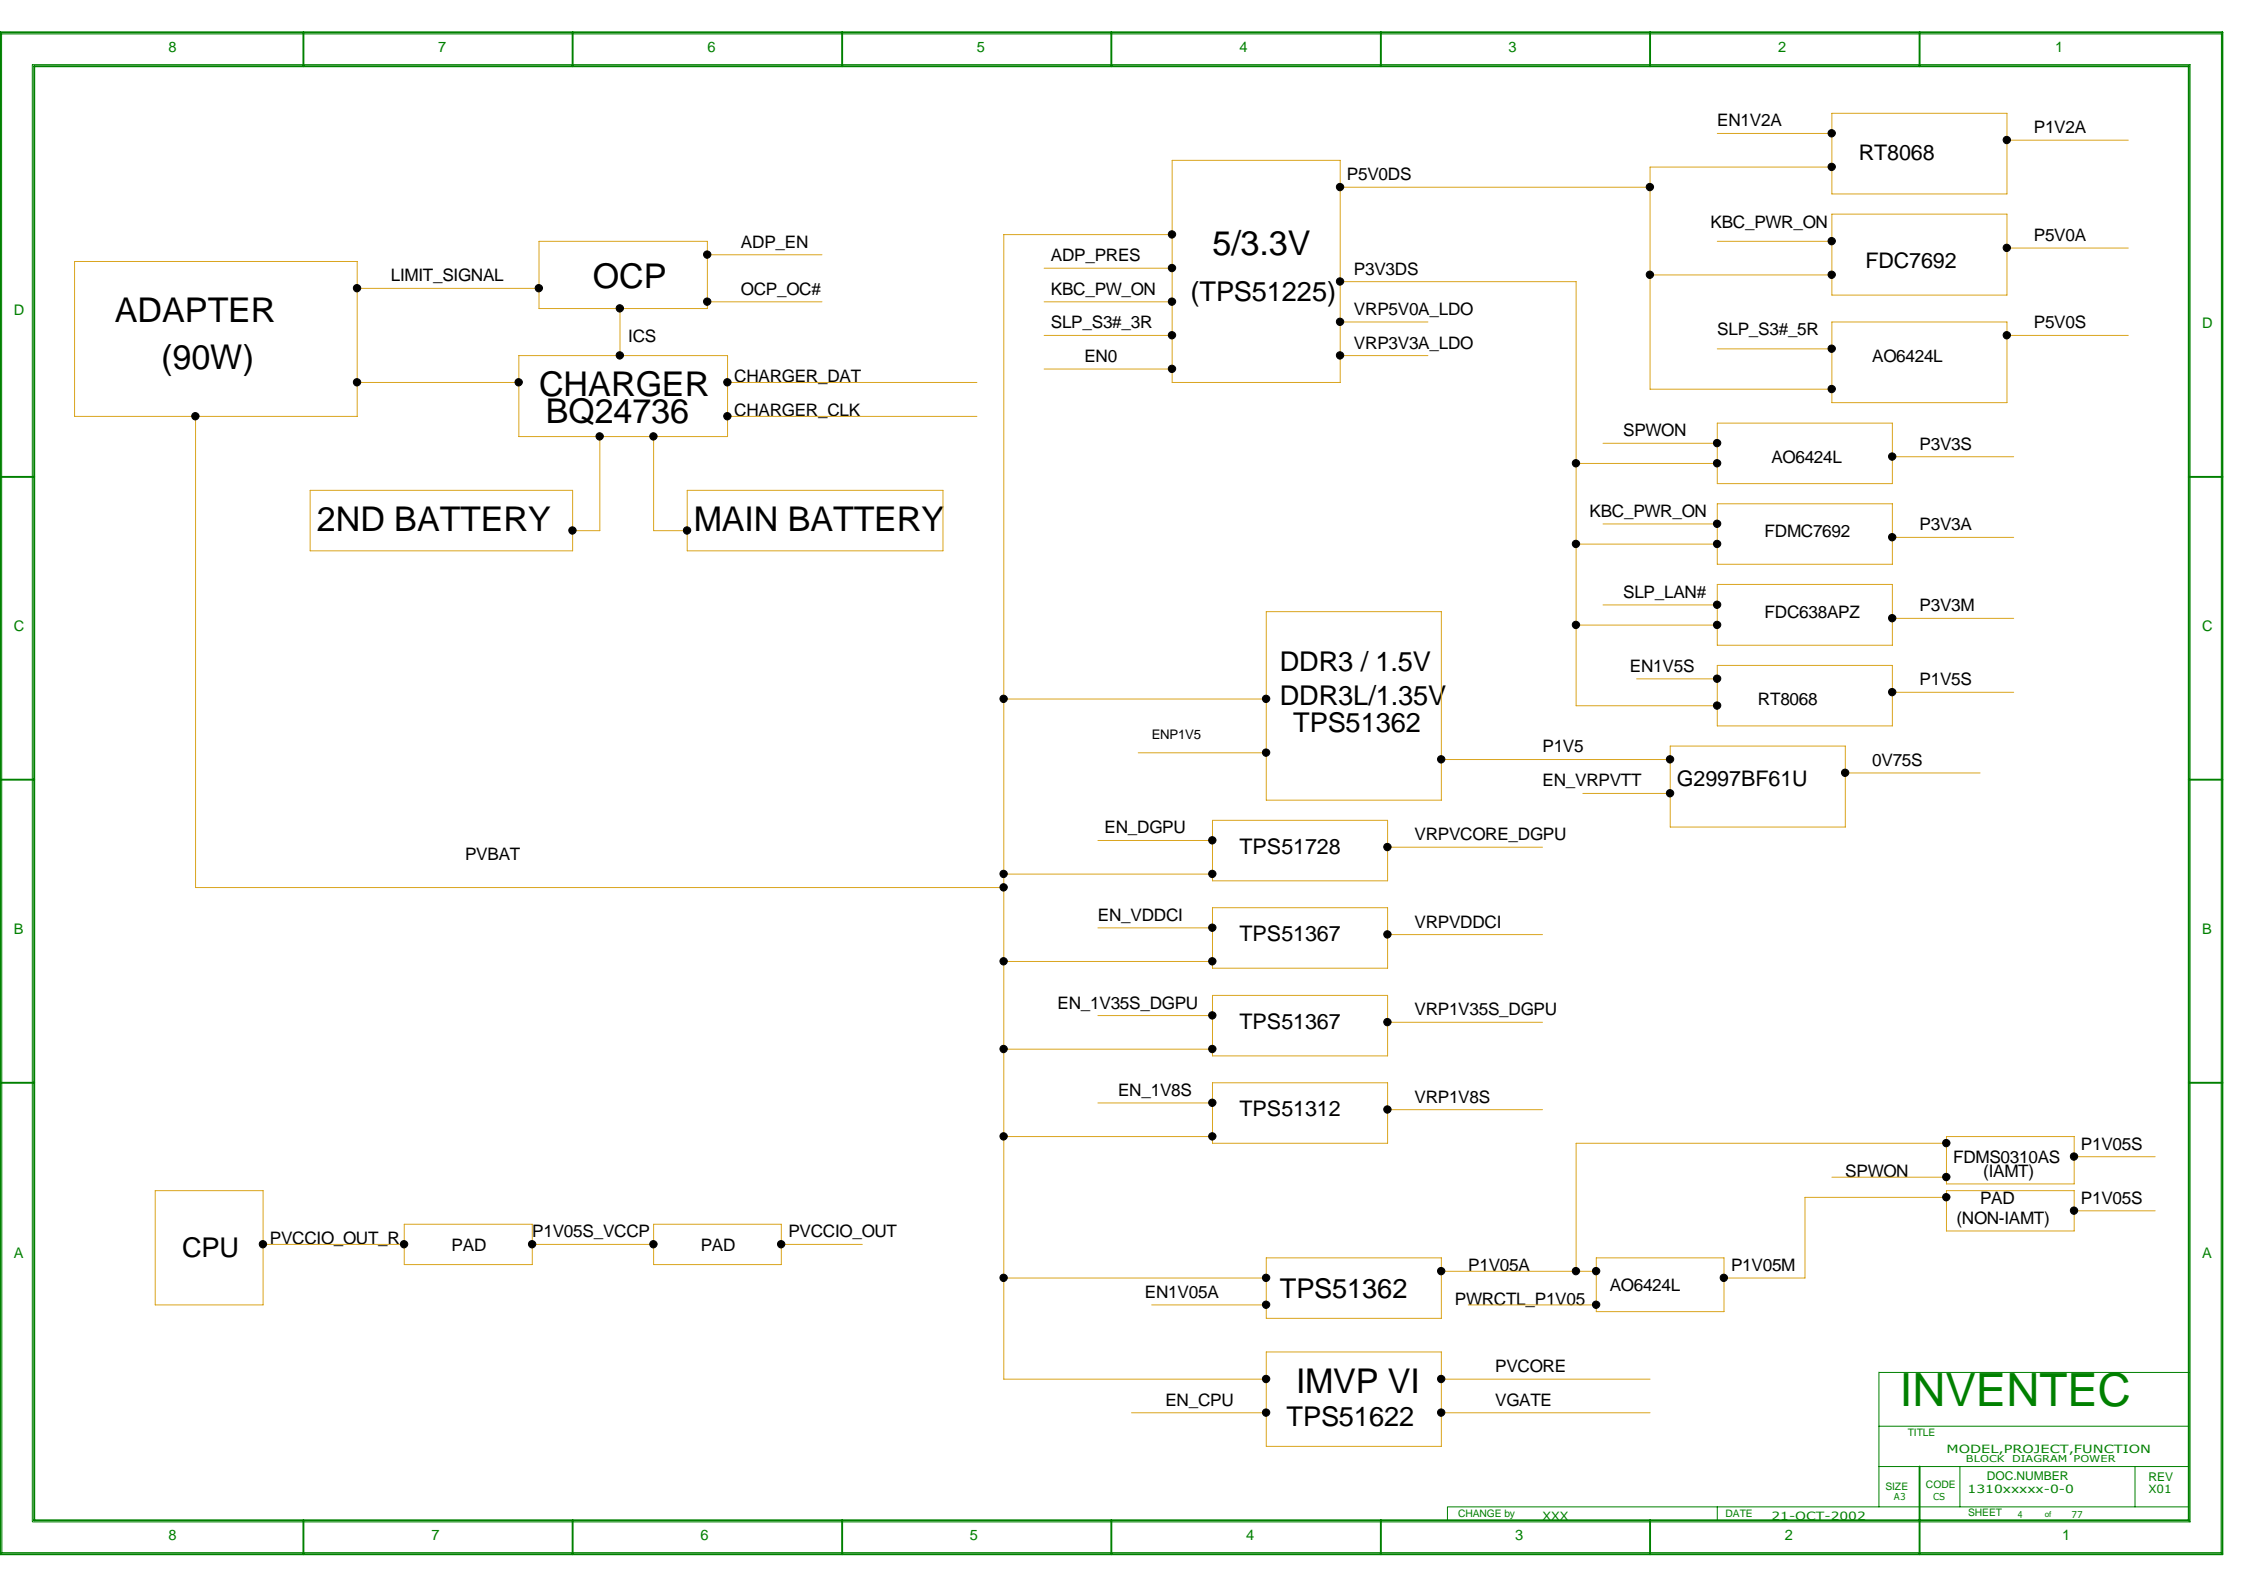 8 7 6 5 4 3 2 1
D
C
B
A
D
C
B
A
ADAPTER
(90W)
LIMIT_SIGNAL
OCP
ADP_EN
OCP_OC#
ICS
CHARGER
BQ24736
CHARGER_DAT
CHARGER_CLK
2ND BATTERY
MAIN BATTERY
PVBAT
CPU
PVCCIO_OUT_R
PAD
P1V05S_VCCP
PAD
PVCCIO_OUT
ADP_PRES
KBC_PW_ON
SLP_S3#_3R
EN0
5/3.3V
(TPS51225)
P5V0DS
P3V3DS
VRP5V0A_LDO
VRP3V3A_LDO
EN1V2A
RT8068
P1V2A
KBC_PWR_ON
FDC7692
P5V0A
SLP_S3#_5R
AO6424L
P5V0S
SPWON
AO6424L
P3V3S
KBC_PWR_ON
FDMC7692
P3V3A
SLP_LAN#
FDC638APZ
P3V3M
EN1V5S
RT8068
P1V5S
DDR3 / 1.5V
DDR3L/1.35V
TPS51362
ENP1V5
P1V5
EN_VRPVTT
G2997BF61U
0V75S
EN_DGPU
TPS51728
VRPVCORE_DGPU
EN_VDDCI
TPS51367
VRPVDDCI
EN_1V35S_DGPU
TPS51367
VRP1V35S_DGPU
EN_1V8S
TPS51312
VRP1V8S
EN1V05A
TPS51362
P1V05A
PWRCTL_P1V05
AO6424L
P1V05M
SPWON
FDMS0310AS
(IAMT)
P1V05S
PAD
(NON-IAMT)
P1V05S
EN_CPU
IMVP VI
TPS51622
PVCORE
VGATE
INVENTEC
TITLE
MODEL,PROJECT,FUNCTION
BLOCK DIAGRAM POWER
SIZE
A3
CODE
CS
DOC.NUMBER
1310xxxxx-0-0
REV
X01
CHANGE by XXX
DATE 21-OCT-2002
SHEET 4 of 77
8 7 6 5 4 3 2 1